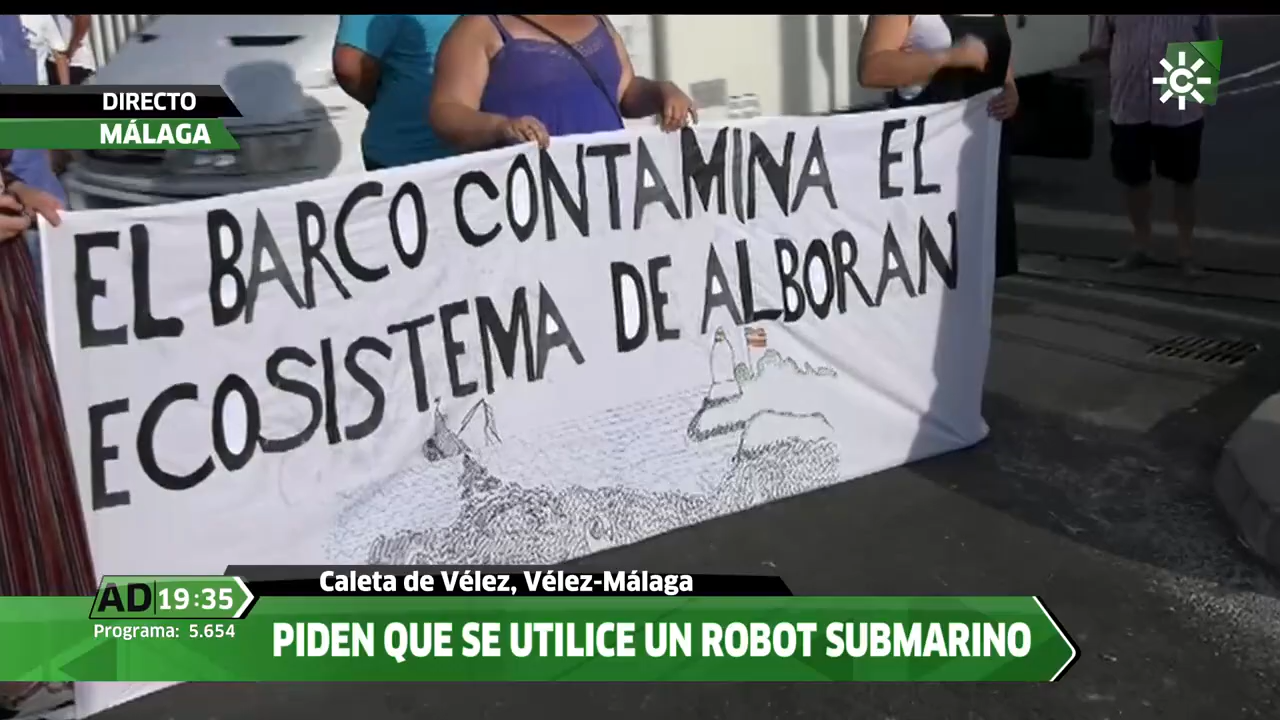 DIRECTO
MÁLAGA
C
EL BARCO CONTAMINA EL
ECOSISTEMA DE ALBORAN
Caleta de Vélez, Vélez-Málaga
AD 19:35
Programa: 5.654
PIDEN QUE SE UTILICE UN ROBOT SUBMARINO